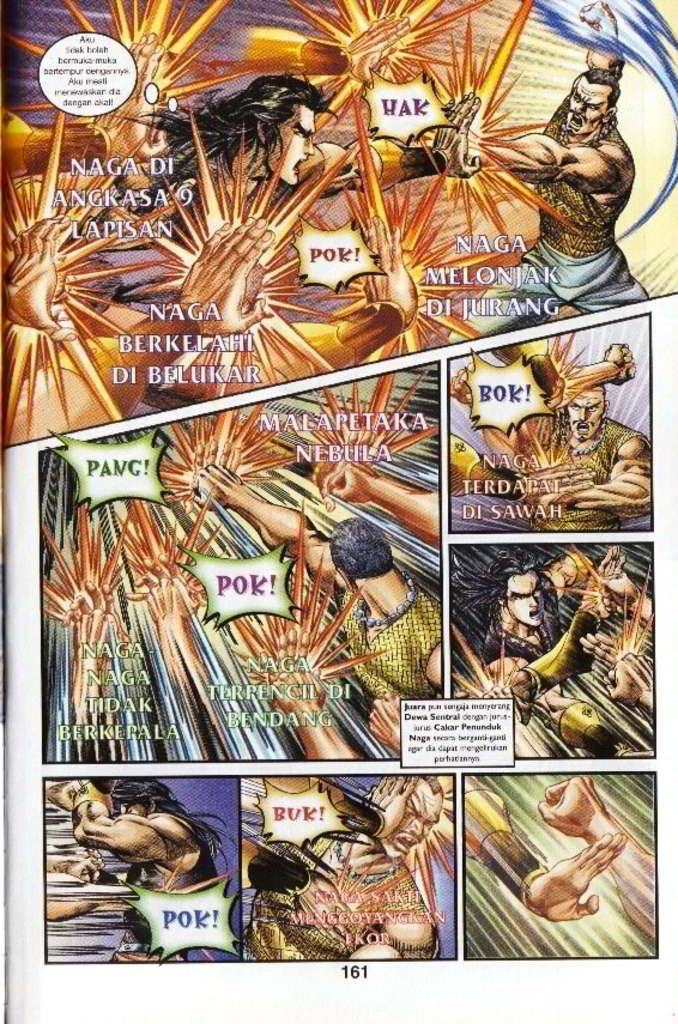 Aku
tidak boleh
bermuka-muka
bertempur dengannya.
Aku mesti
menewaskan dia
dengan akal!
HAK
NAGA DI
ANGKASA 9
LAPISAN
POK!
NAGA
MELONJAK
DI JURANG
NAGA
BERKELAHI
DI BELUKAR
MALAPETAKA
NEBULA
PANG!
POK!
NAGA-
NAGA
TIDAK
BERKEPALA
NAGA
TERPENCIL DI
BENDANG
BOK!
NAGA
TERDAPAT
DI SAWAH
Juara pun sengaja menyerang
Dewa Sentral dengan jurus-
jurus Cakar Penunduk
Naga secara berganti-ganti
agar dia dapat mengelirukan
perhatiannya.
POK!
BUK!
NAGA SAKTI
MENGGOYANGKAN
EKOR
161